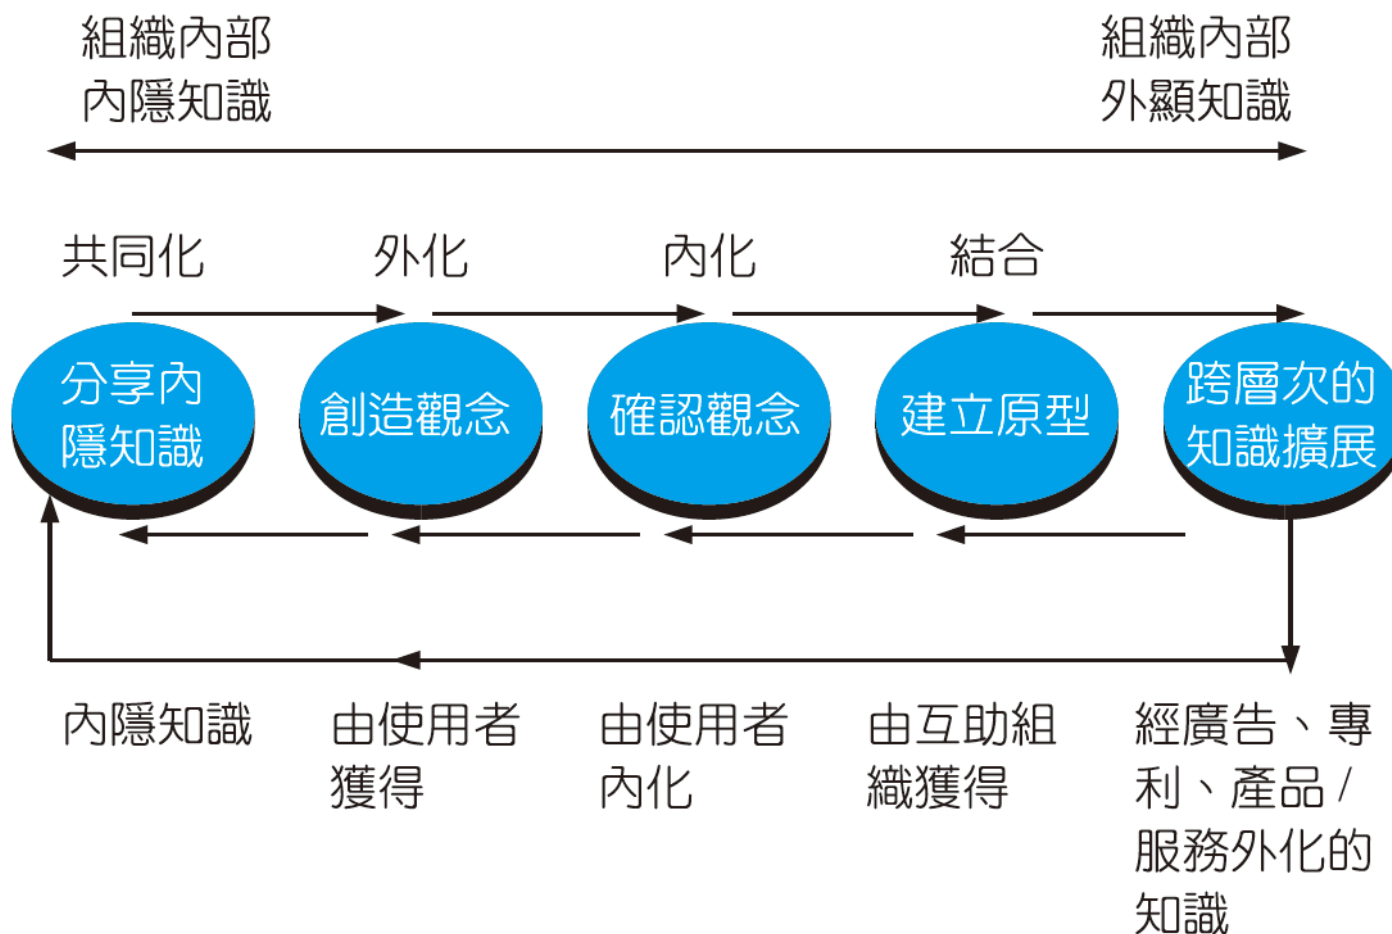 組織內部
內隱知識
組織內部
外顯知識
共同化
外化
內化
結合
分享內
隱知識
創造觀念
確認觀念
建立原型
跨層次的
知識擴展
內隱知識
由使用者
獲得
由使用者
內化
由互助組
織獲得
經廣告、專
利、產品 /
服務外化的
知識